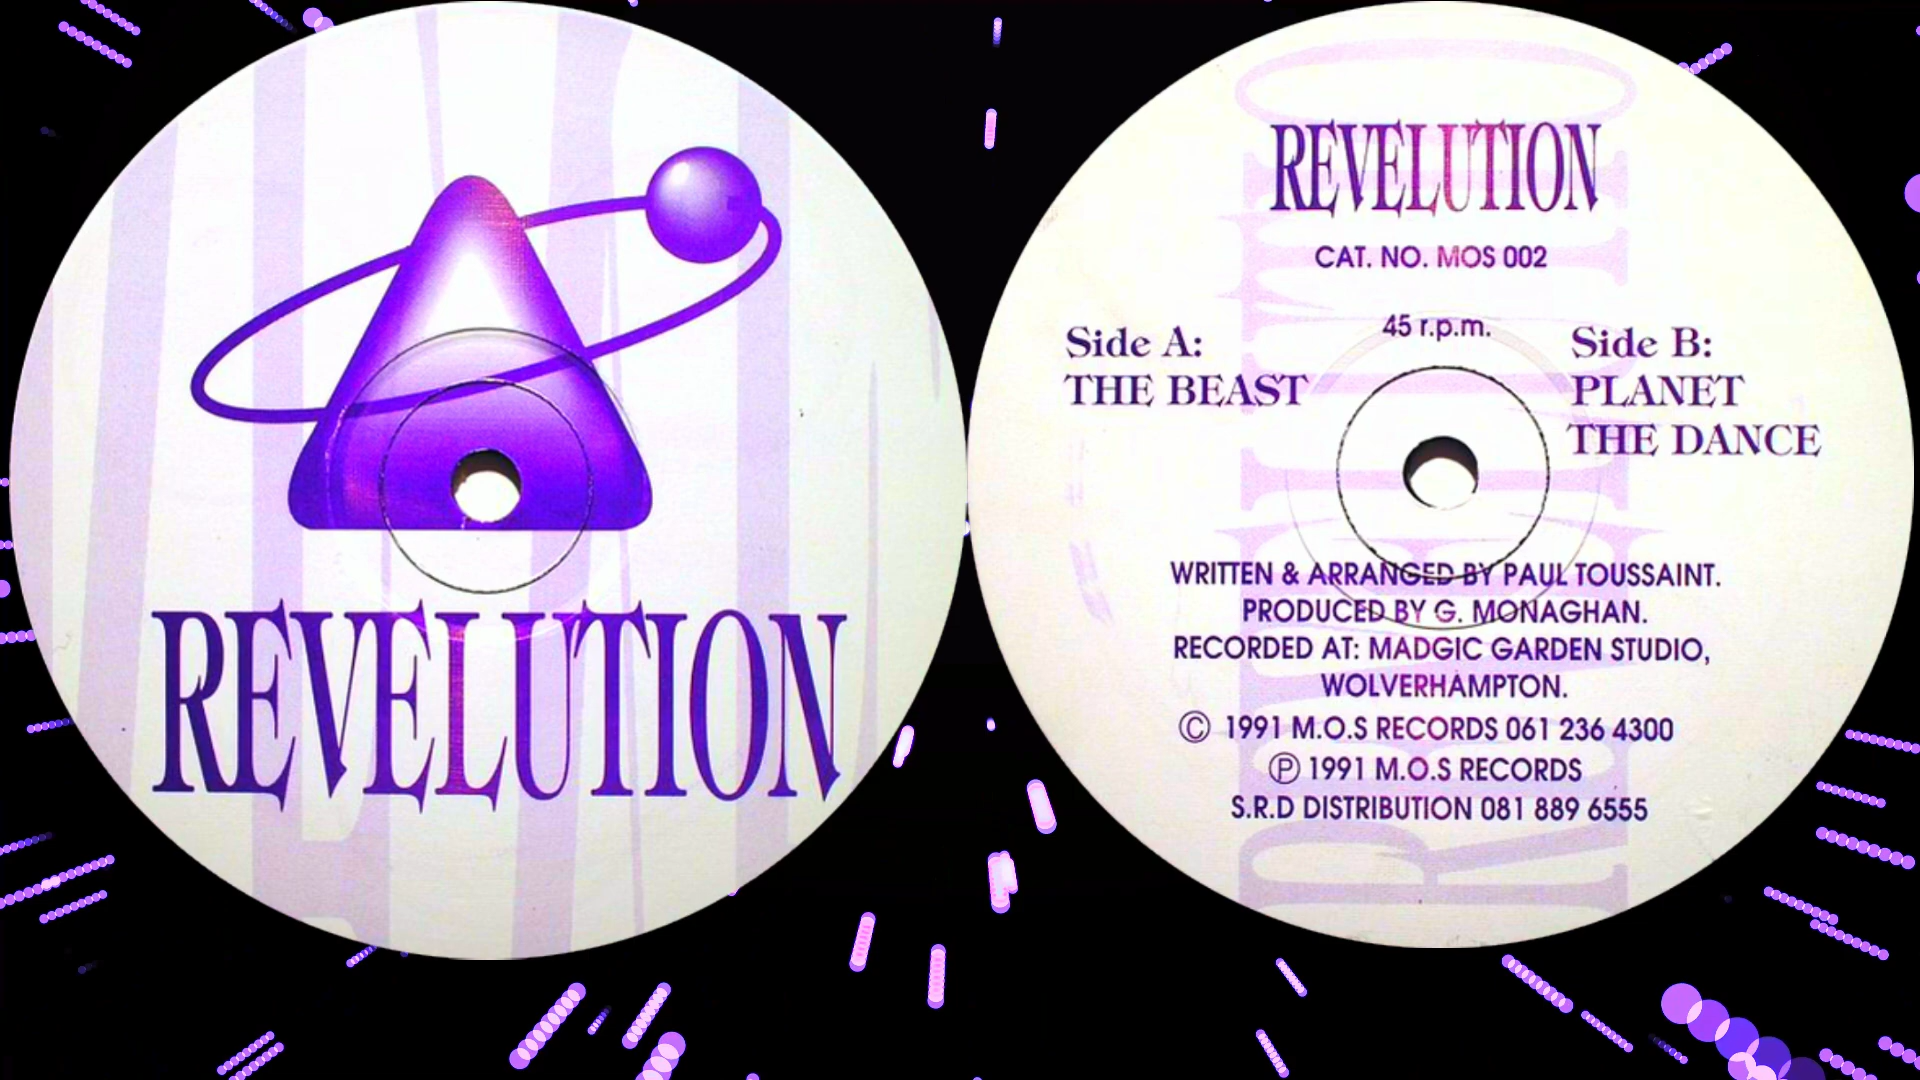 REVELUTION
REVELUTION
CAT. NO. MOS 002
45 r.p.m.
Side A:
THE BEAST
Side B:
PLANET
THE DANCE
WRITTEN & ARRANGED BY PAUL TOUSSAINT.
PRODUCED BY G. MONAGHAN.
RECORDED AT: MADGIC GARDEN STUDIO,
WOLVERHAMPTON.
© 1991 M.O.S RECORDS 061 236 4300
℗ 1991 M.O.S RECORDS
S.R.D DISTRIBUTION 081 889 6555